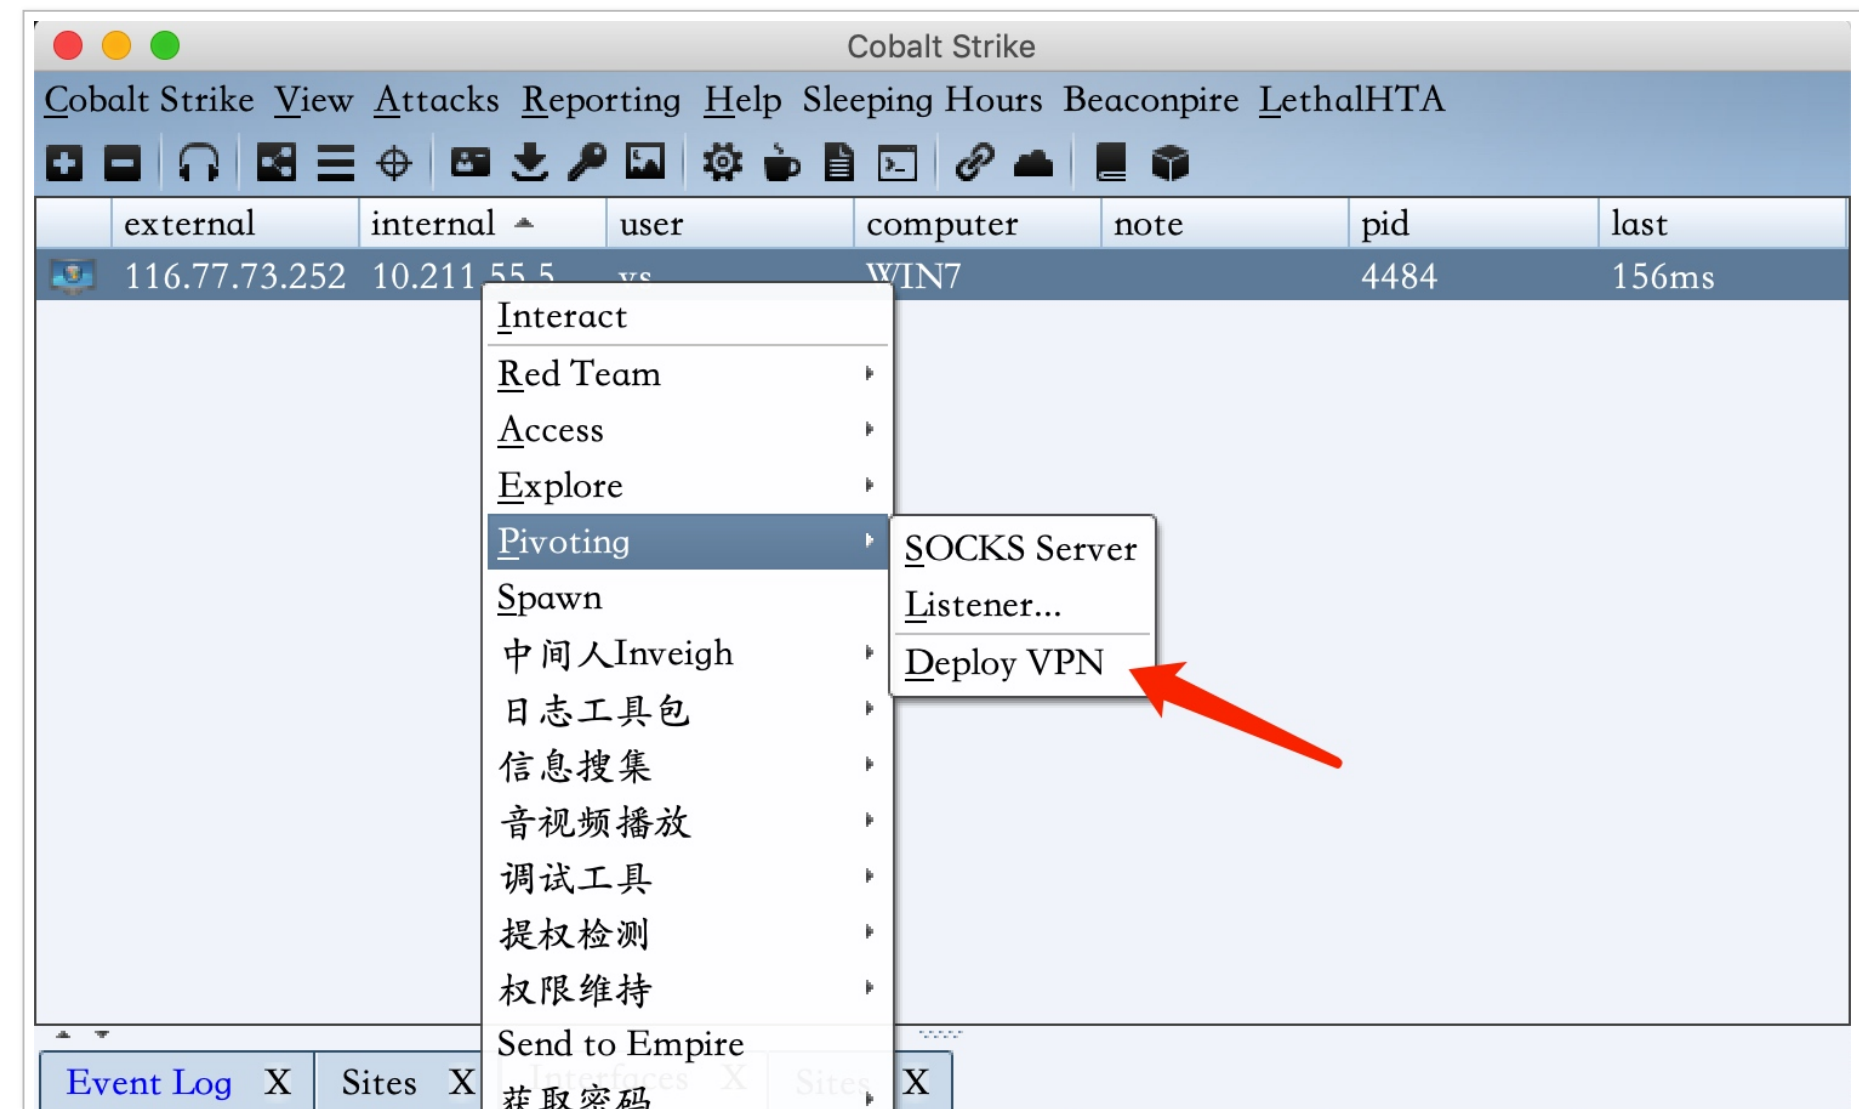 Cobalt Strike
Cobalt Strike View Attacks Reporting Help Sleeping Hours Beaconpire LethalHTA
external internal user computer note pid last
116.77.73.252 10.211.55.5 vs WIN7 4484 156ms
Interact
Red Team
Access
Explore
Pivoting
SOCKS Server
Listener...
Deploy VPN
Spawn
中间人Inveigh
日志工具包
信息搜集
音视频播放
调试工具
提权检测
权限维持
Send to Empire
获取密码
Event Log X Sites X Interfaces X Sites X